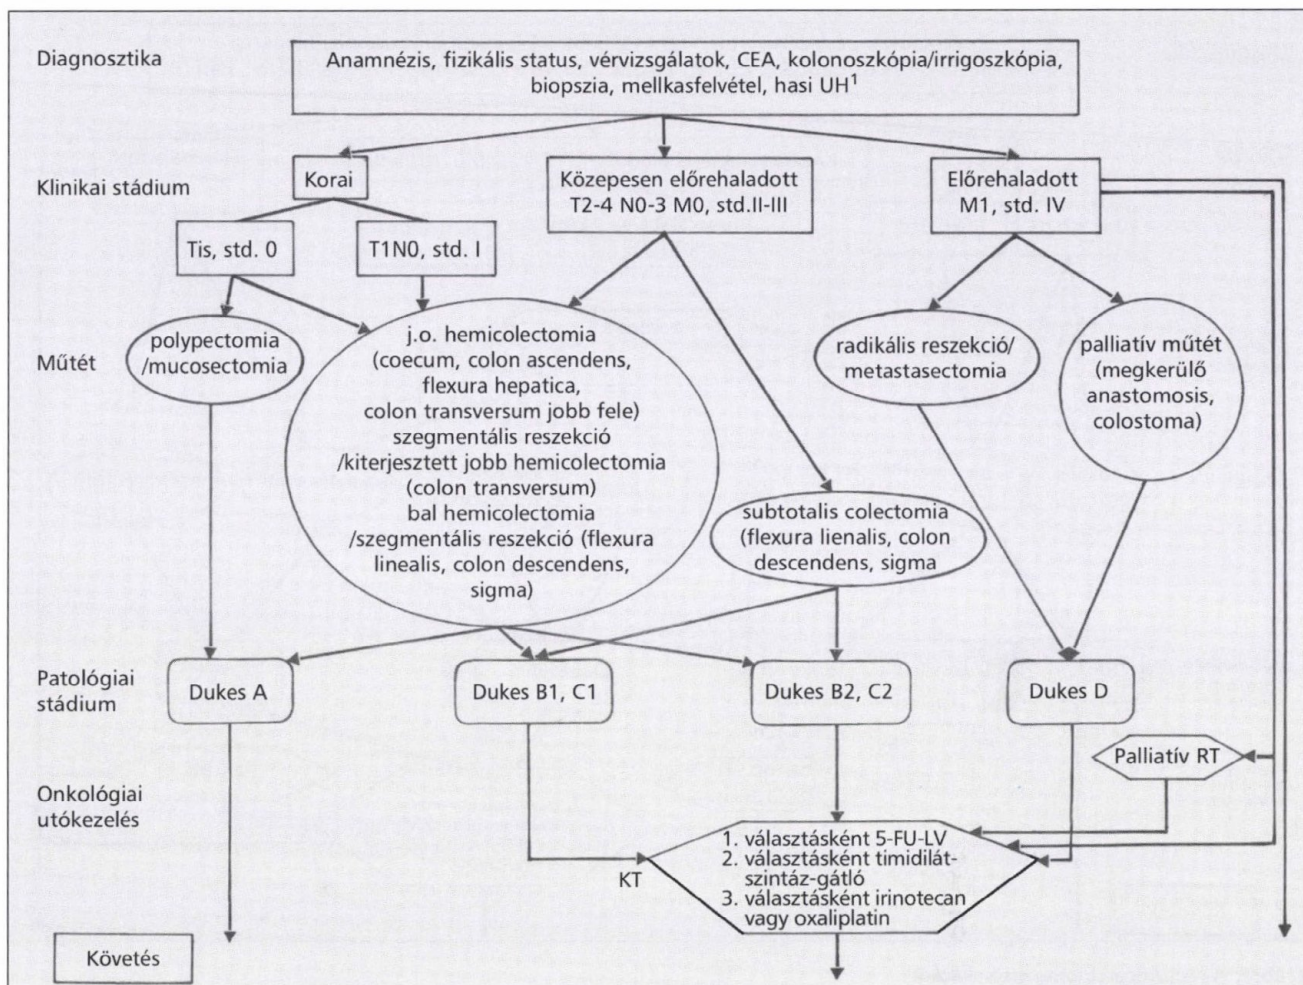 Diagnosztika
Anamnézis, fizikális status, vérvizsgálatok, CEA, kolonoszkópia/irrigoszkópia,
biopszia, mellkasfelvétel, hasi UH¹
Klinikai stádium
Korai
Közepesen előrehaladott
T2-4 N0-3 M0, std.II-III
Előrehaladott
M1, std. IV
Tis, std. 0
T1N0, std. I
Műtét
polypectomia
/mucosectomia
j.o. hemicolectomia
(coecum, colon ascendens,
flexura hepatica,
colon transversum jobb fele)
szegmentális reszekció
/kiterjesztett jobb hemicolectomia
(colon transversum)
bal hemicolectomia
/szegmentális reszekció (flexura
linealis, colon descendens,
sigma)
subtotalis colectomia
(flexura lienalis, colon
descendens, sigma
radikális reszekció/
metastasectomia
palliatív műtét
(megkerülő
anastomosis,
colostoma)
Patológiai
stádium
Dukes A
Dukes B1, C1
Dukes B2, C2
Dukes D
Palliatív RT
Onkológiai
utókezelés
KT
1. választásként 5-FU-LV
2. választásként timidilát-
szintáz-gátló
3. választásként irinotecan
vagy oxaliplatin
Követés